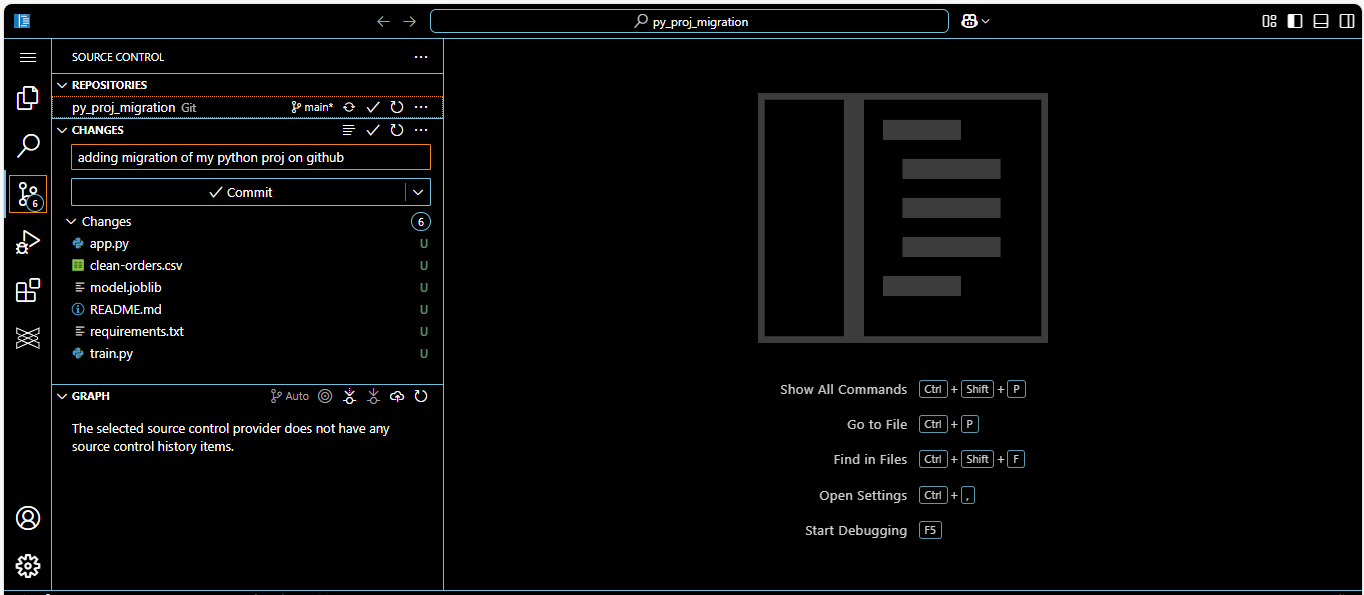 py_proj_migration
SOURCE CONTROL
REPOSITORIES
py_proj_migration Git main*
CHANGES
adding migration of my python proj on github
Commit
6
Changes 6
app.py U
clean-orders.csv U
model.joblib U
README.md U
requirements.txt U
train.py U
GRAPH Auto
The selected source control provider does not have any
source control history items.
Show All Commands Ctrl + Shift + P
Go to File Ctrl + P
Find in Files Ctrl + Shift + F
Open Settings Ctrl + ,
Start Debugging F5